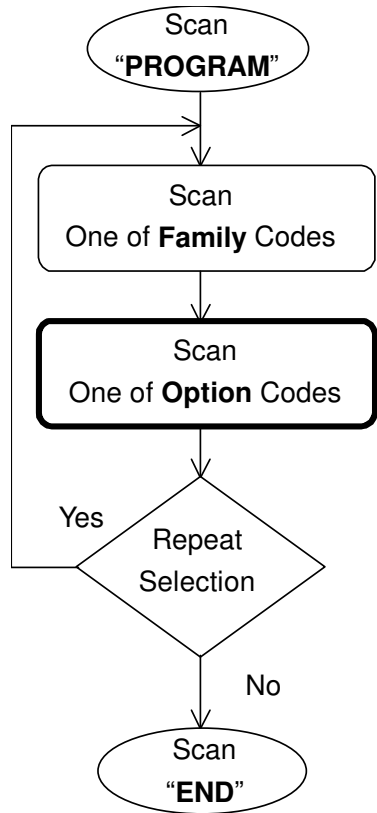 Scan
“PROGRAM”
Scan
One of Family Codes
Scan
One of Option Codes
Yes
Repeat
Selection
No
Scan
“END”